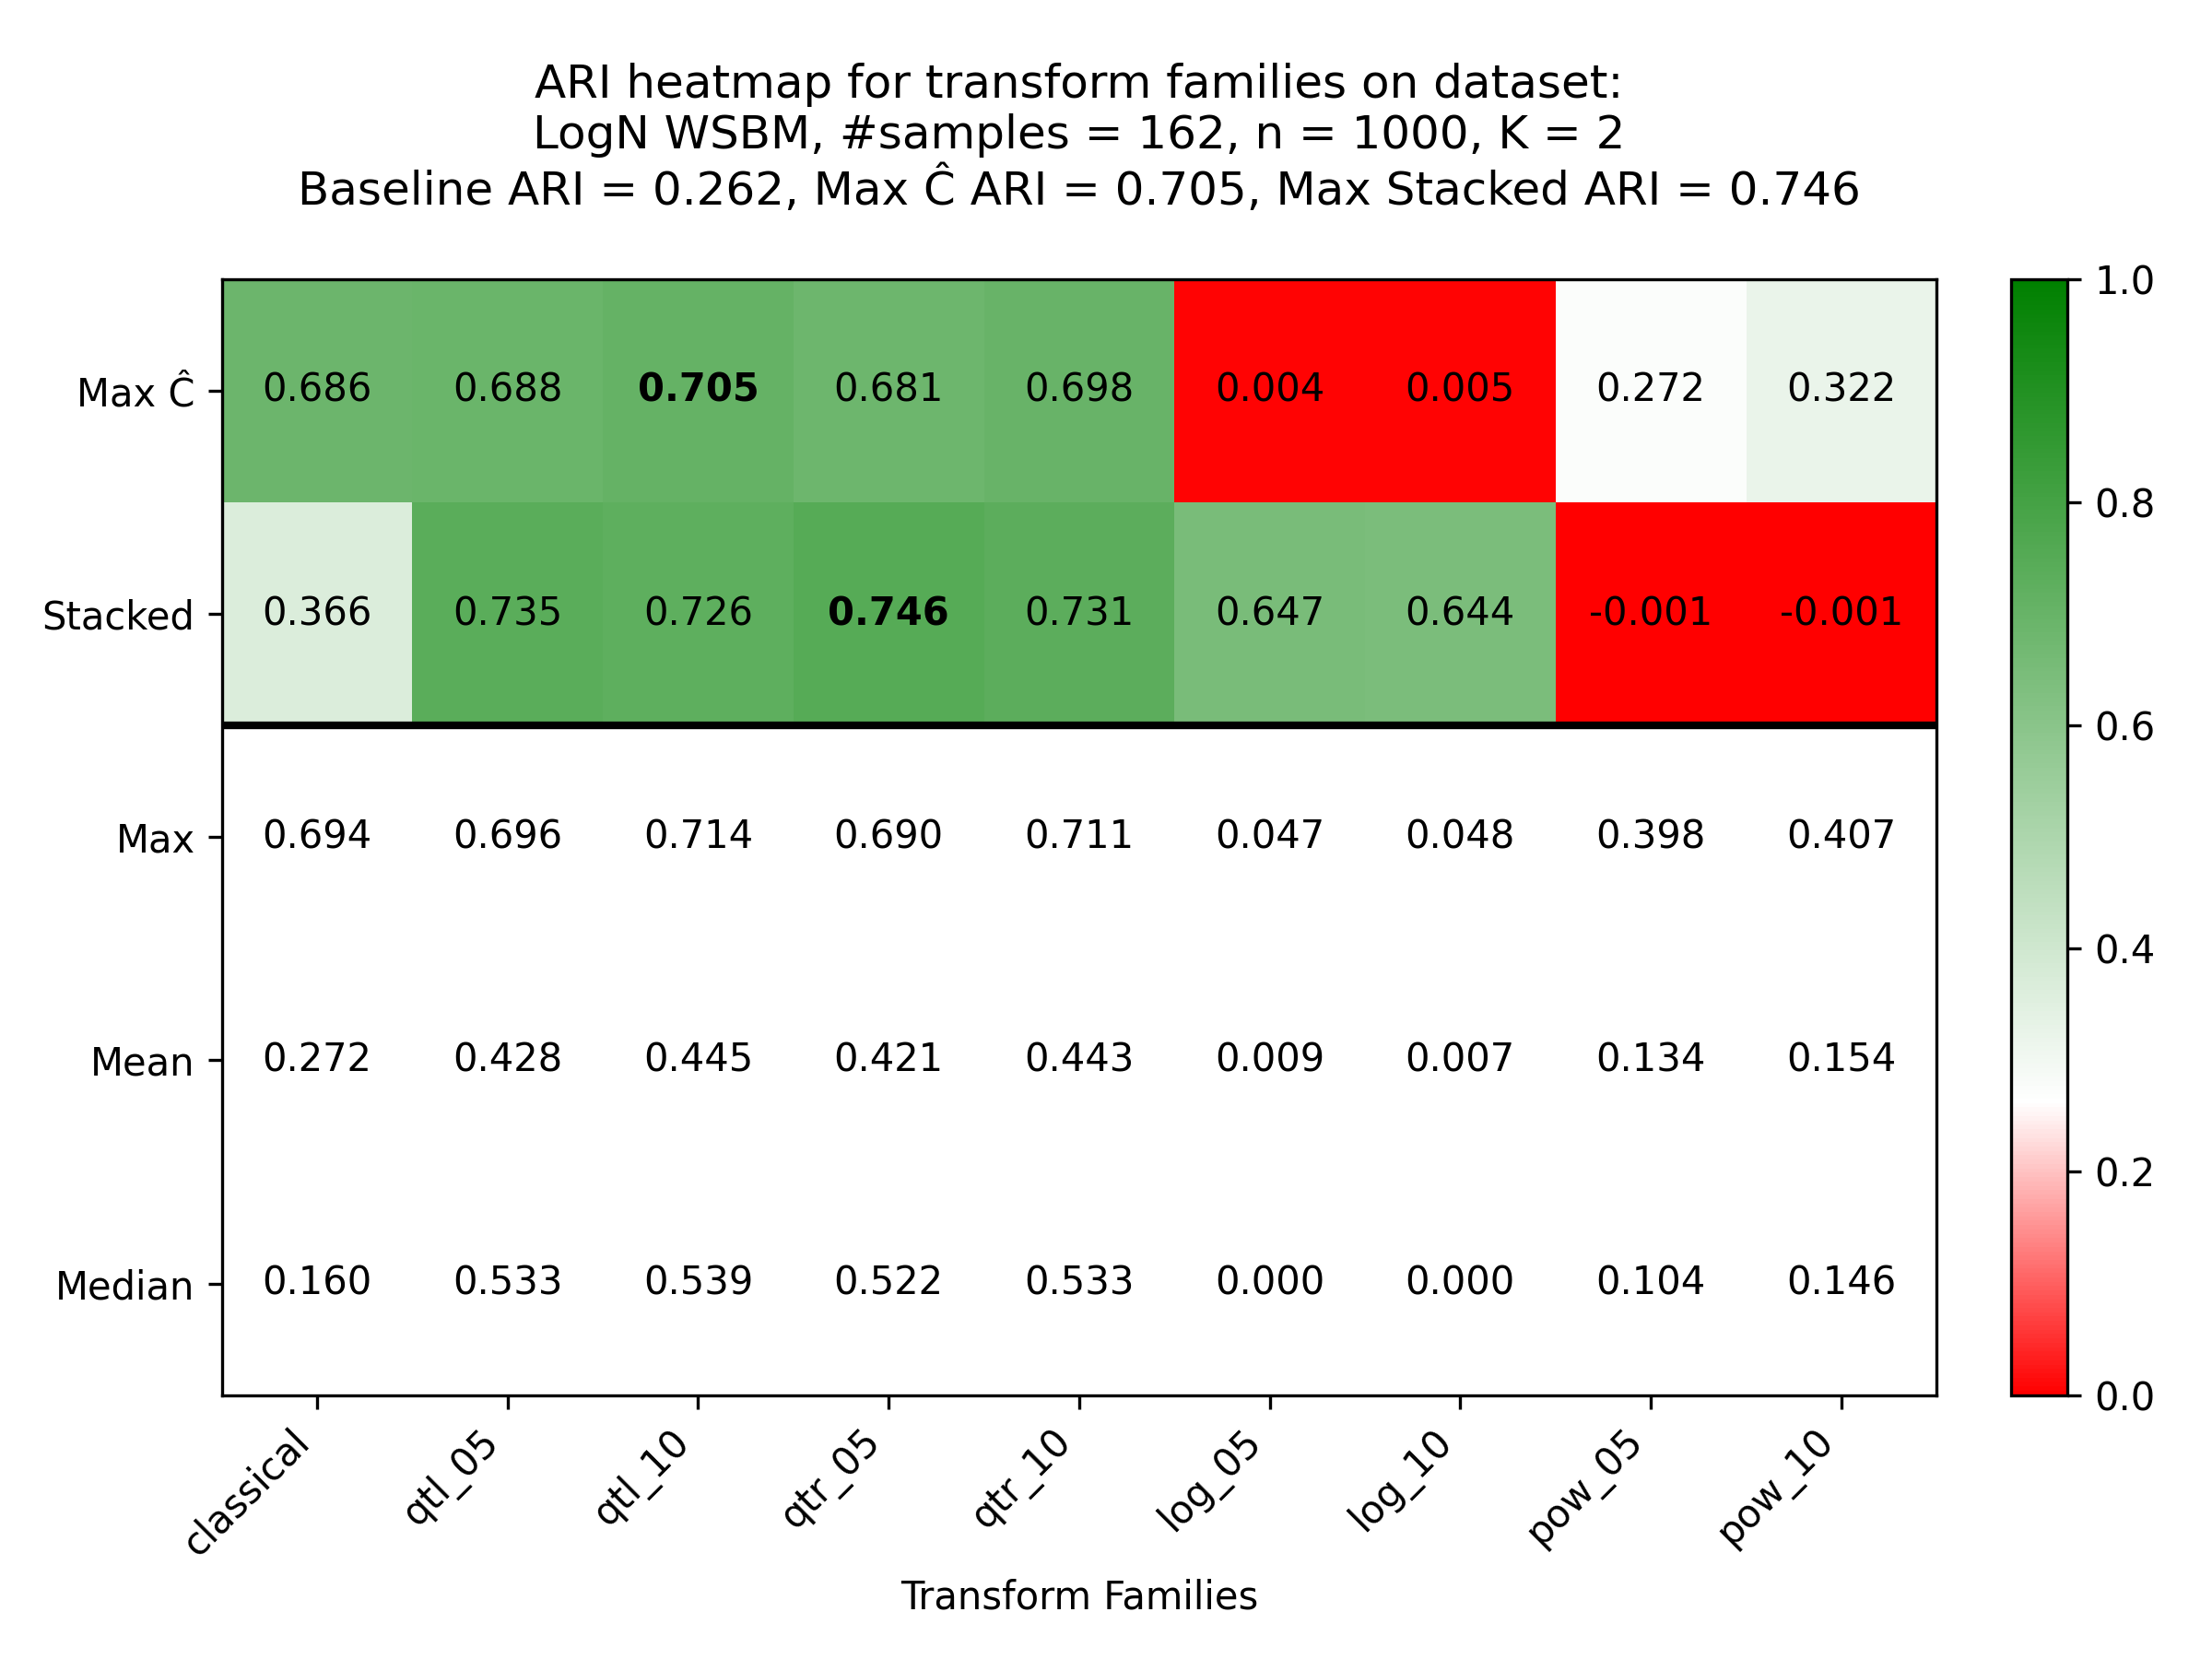 ARI heatmap for transform families on dataset:
LogN WSBM, #samples = 162, n = 1000, K = 2
Baseline ARI = 0.262, Max Ĉ ARI = 0.705, Max Stacked ARI = 0.746
Max Ĉ 0.686 0.688 0.705 0.681 0.698 0.004 0.005 0.272 0.322
Stacked 0.366 0.735 0.726 0.746 0.731 0.647 0.644 -0.001 -0.001
Max 0.694 0.696 0.714 0.690 0.711 0.047 0.048 0.398 0.407
Mean 0.272 0.428 0.445 0.421 0.443 0.009 0.007 0.134 0.154
Median 0.160 0.533 0.539 0.522 0.533 0.000 0.000 0.104 0.146
classical qtl_05 qtl_10 qtr_05 qtr_10 log_05 log_10 pow_05 pow_10
Transform Families
1.0
0.8
0.6
0.4
0.2
0.0